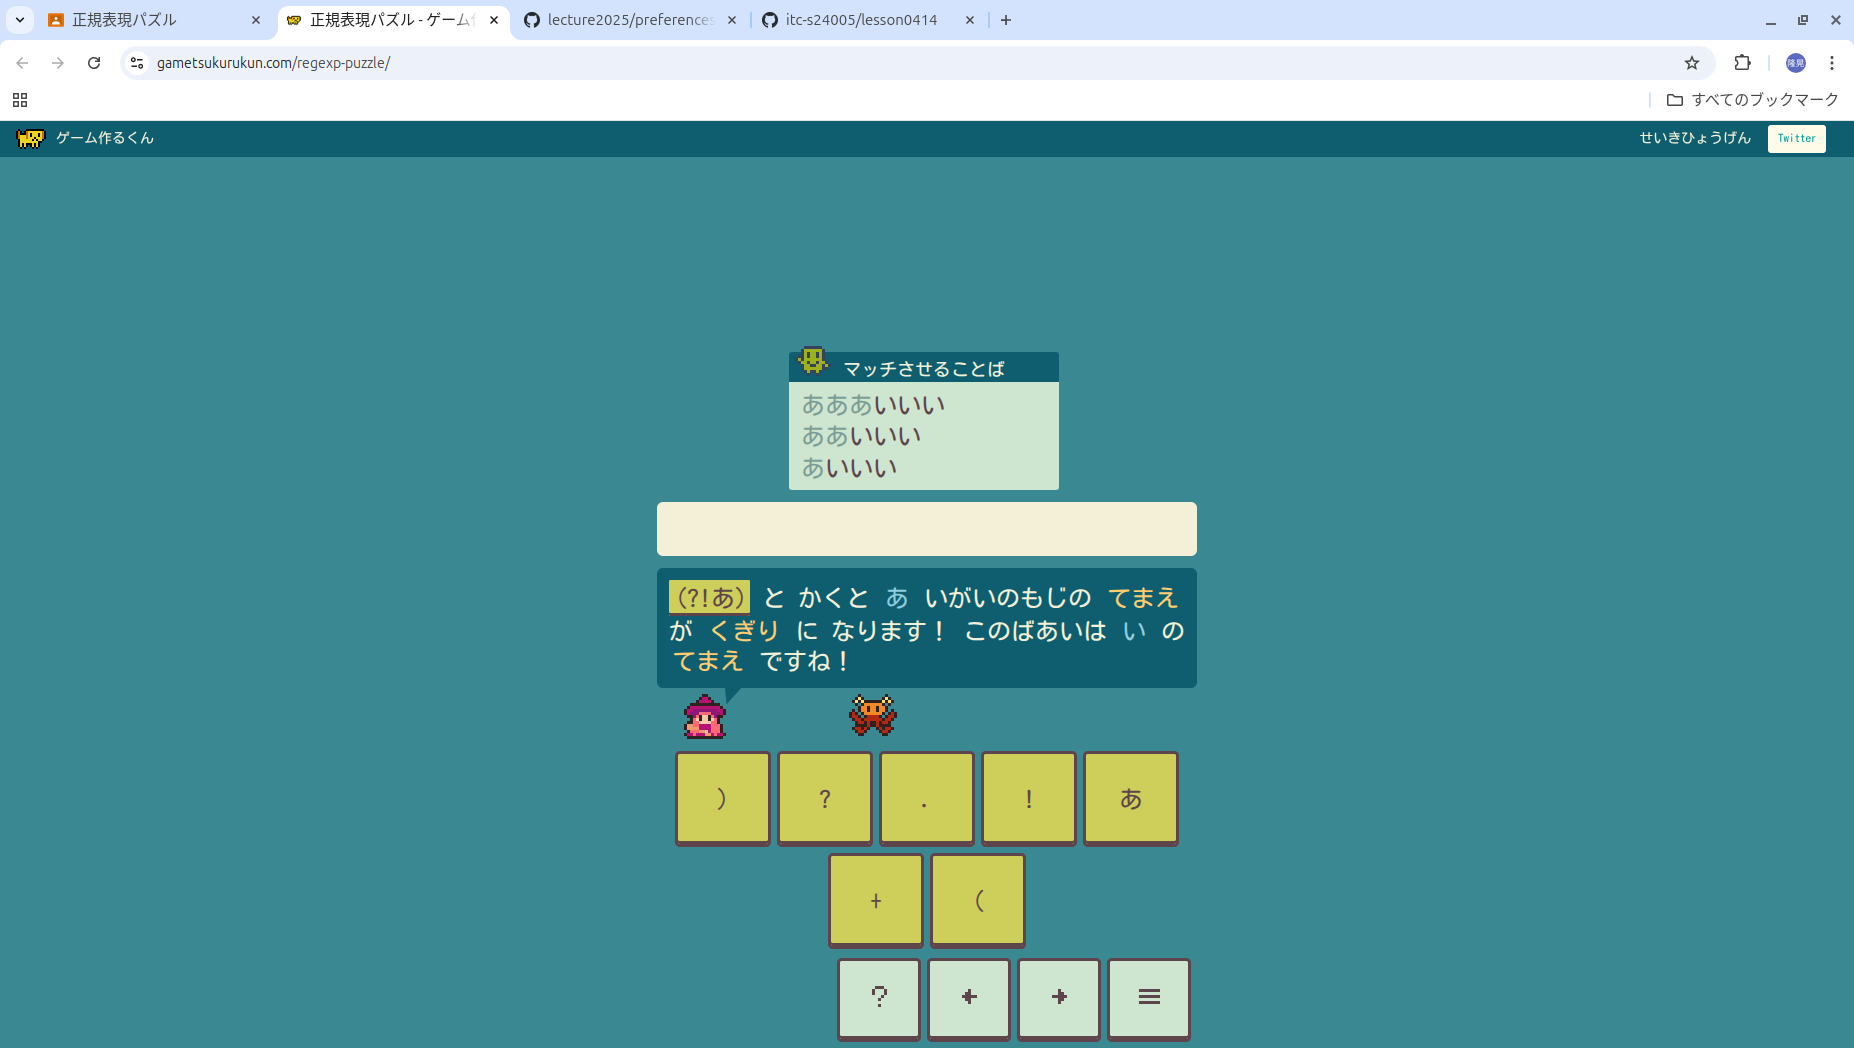 正規表現パズル
正規表現パズル - ゲーム
lecture2025/preferences
itc-s24005/lesson0414
gametsukurukun.com/regexp-puzzle/
隆晃
すべてのブックマーク
ゲーム作るくん
せいきひょうげん
Twitter
マッチさせることば
あああいいい
ああいいい
あいいい
(?!あ) と かくと あ いがいのもじの てまえ
が くぎり に なります！ このばあいは い の
てまえ ですね！
) ? . ! あ
+ (
?